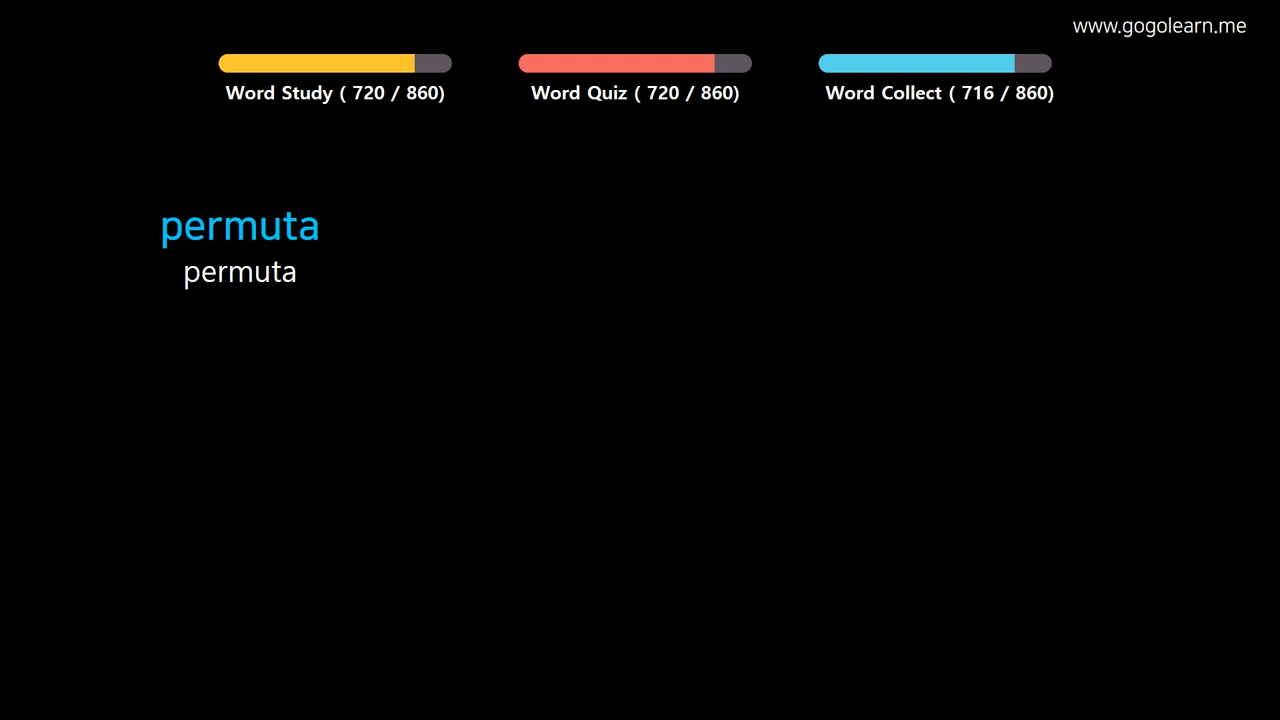 www.gogolearn.me
Word Study ( 720 / 860)
Word Quiz ( 720 / 860)
Word Collect ( 716 / 860)
permuta
permuta